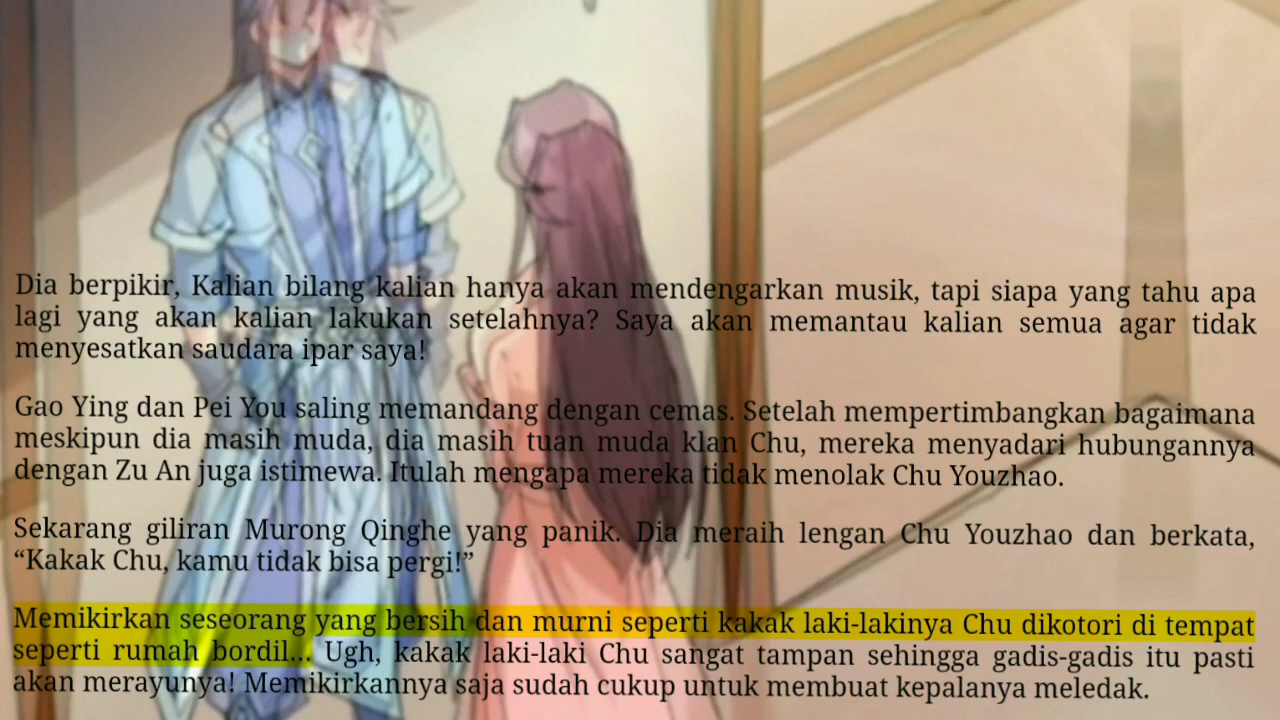 Dia berpikir, Kalian bilang kalian hanya akan mendengarkan musik, tapi siapa yang tahu apa
lagi yang akan kalian lakukan setelahnya? Saya akan memantau kalian semua agar tidak
menyesatkan saudara ipar saya!
Gao Ying dan Pei You saling memandang dengan cemas. Setelah mempertimbangkan bagaimana
meskipun dia masih muda, dia masih tuan muda klan Chu, mereka menyadari hubungannya
dengan Zu An juga istimewa. Itulah mengapa mereka tidak menolak Chu Youzhao.
Sekarang giliran Murong Qinghe yang panik. Dia meraih lengan Chu Youzhao dan berkata,
“Kakak Chu, kamu tidak bisa pergi!”
Memikirkan seseorang yang bersih dan murni seperti kakak laki-lakinya Chu dikotori di tempat
seperti rumah bordil... Ugh, kakak laki-laki Chu sangat tampan sehingga gadis-gadis itu pasti
akan merayunya! Memikirkannya saja sudah cukup untuk membuat kepalanya meledak.